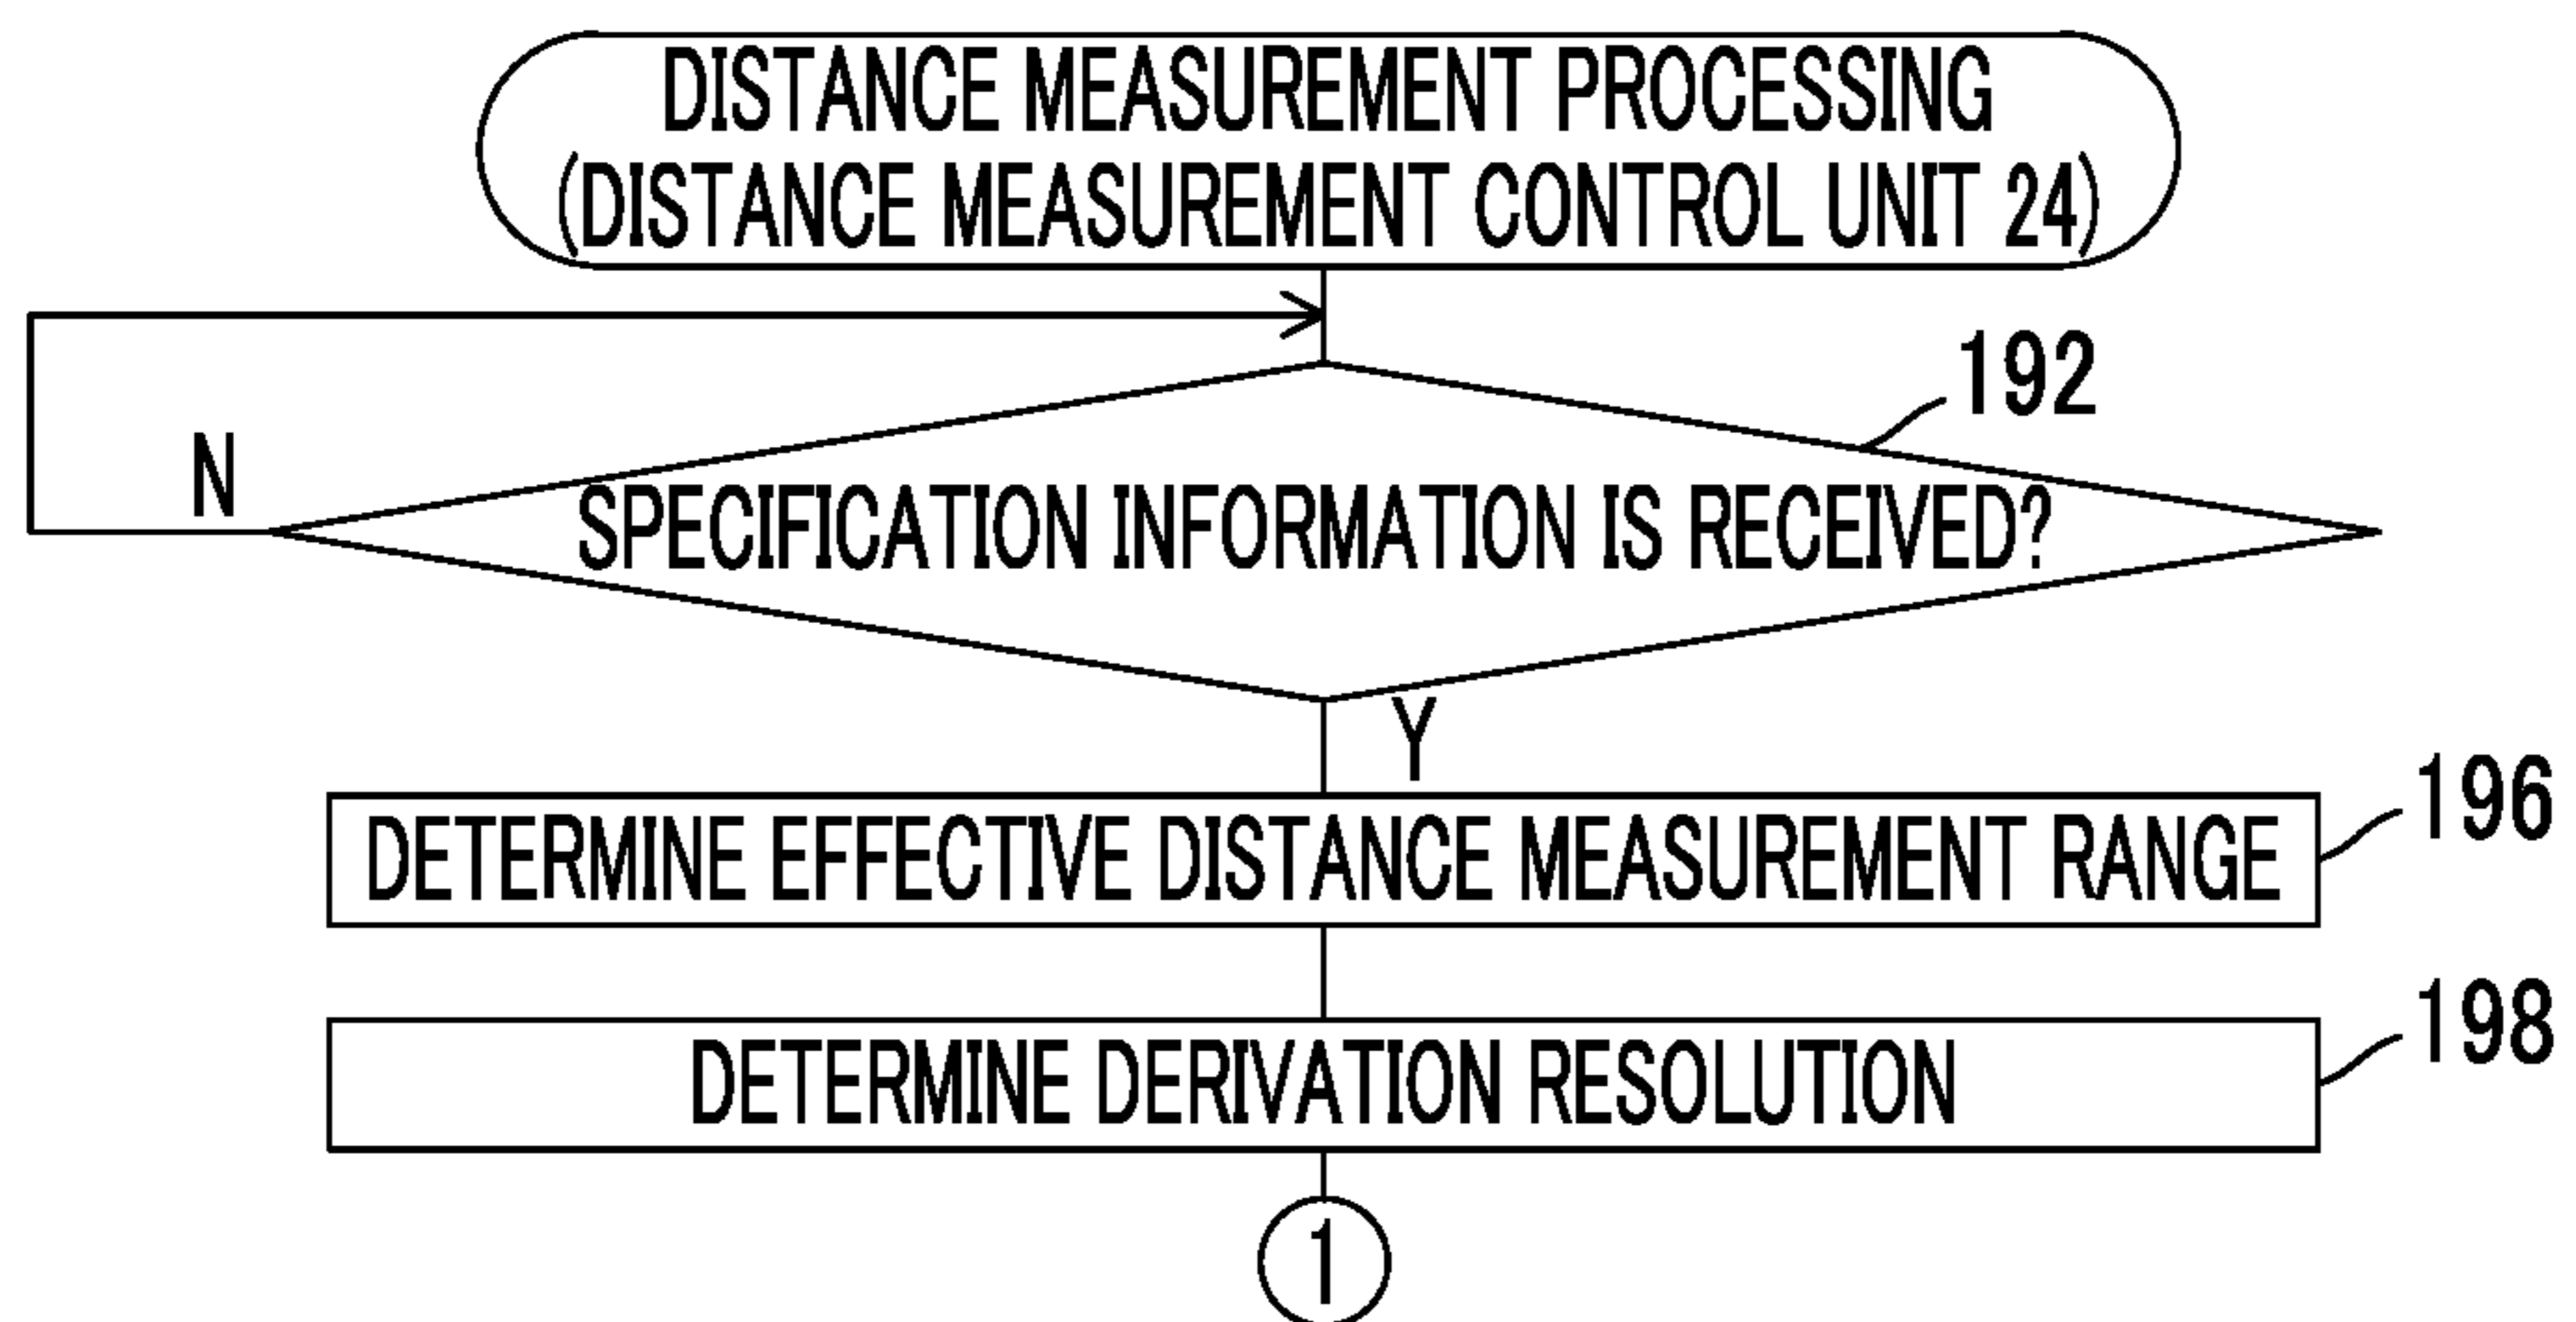 DISTANCE MEASUREMENT PROCESSING
(DISTANCE MEASUREMENT CONTROL UNIT 24)
192
N
SPECIFICATION INFORMATION IS RECEIVED?
Y
196
DETERMINE EFFECTIVE DISTANCE MEASUREMENT RANGE
198
DETERMINE DERIVATION RESOLUTION
1